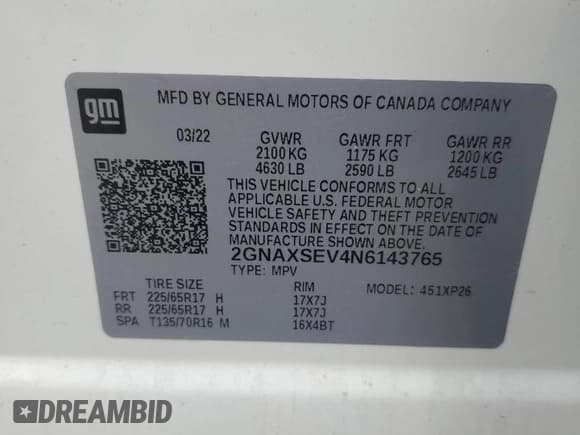 gm
MFD BY GENERAL MOTORS OF CANADA COMPANY
03/22 GVWR GAWR FRT GAWR RR
2100 KG 1175 KG 1200 KG
4630 LB 2590 LB 2645 LB
THIS VEHICLE CONFORMS TO ALL
APPLICABLE U.S. FEDERAL MOTOR
VEHICLE SAFETY AND THEFT PREVENTION
STANDARDS IN EFFECT ON THE DATE OF
MANUFACTURE SHOWN ABOVE.
2GNAXSEV4N6143765
TYPE: MPV
TIRE SIZE RIM MODEL: 451XP26
FRT 225/65R17 H 17X7J
RR 225/65R17 H 17X7J
SPA T135/70R16 M 16X4BT
DREAMBID